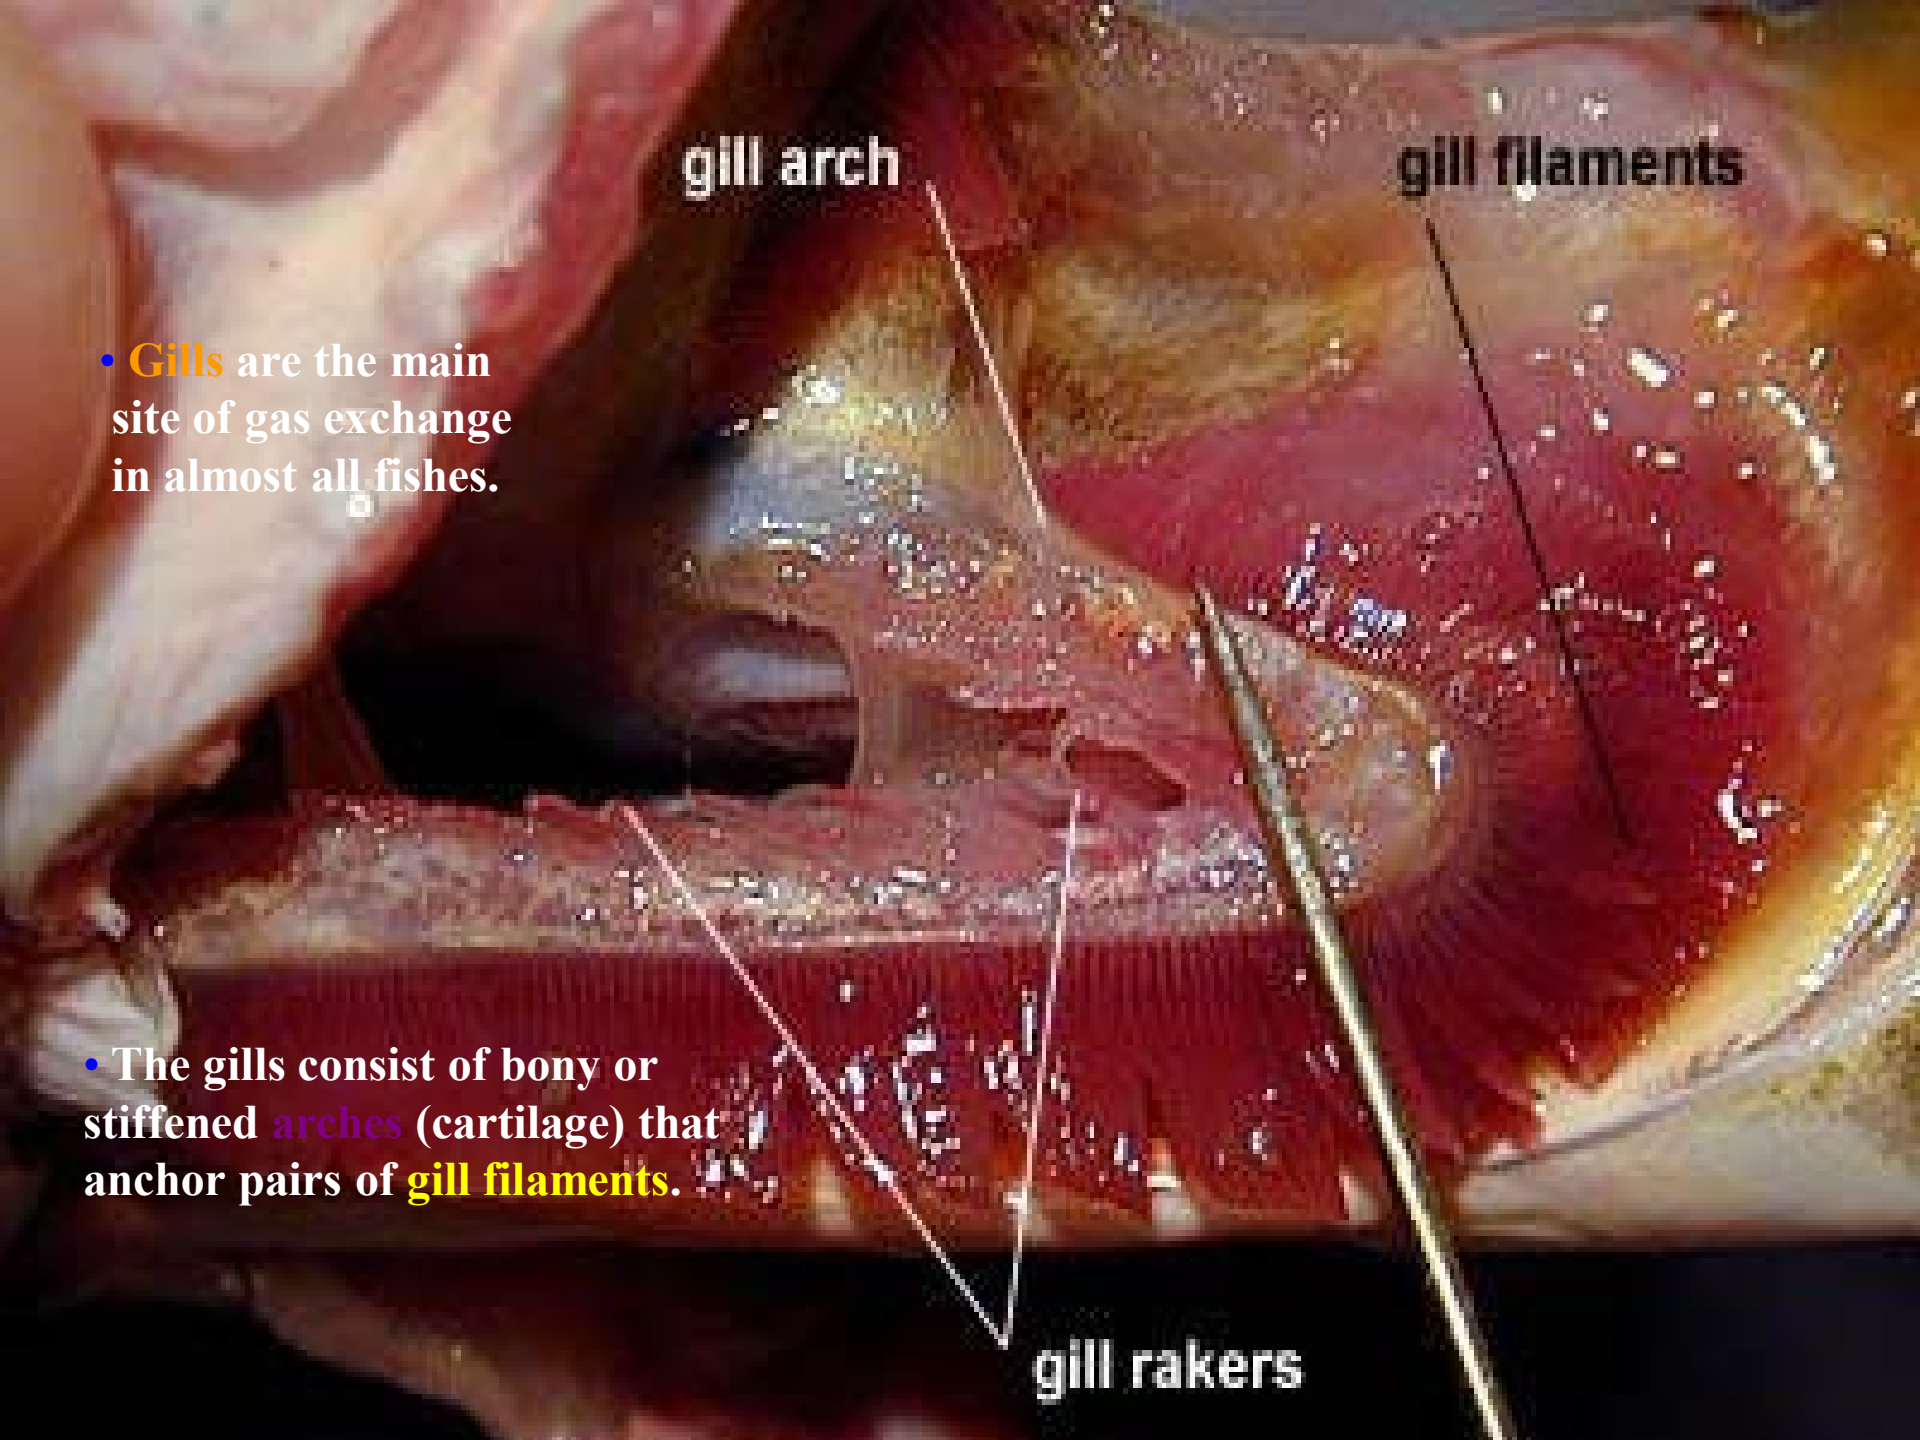 gill arch
gill filaments
• Gills are the main
site of gas exchange
in almost all fishes.
• The gills consist of bony or
stiffened arches (cartilage) that
anchor pairs of gill filaments.
gill rakers